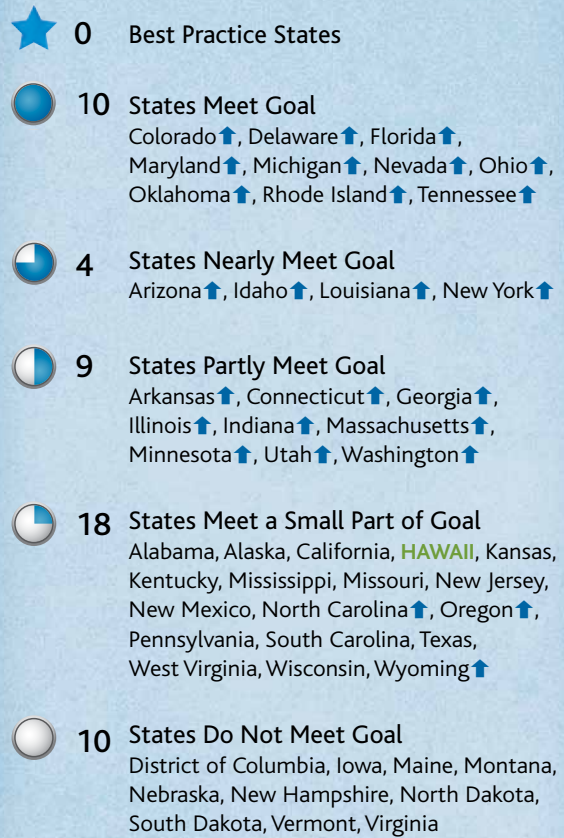 0 Best Practice States
10 States Meet Goal
Colorado⬆, Delaware⬆, Florida⬆,
Maryland⬆, Michigan⬆, Nevada⬆, Ohio⬆,
Oklahoma⬆, Rhode Island⬆, Tennessee⬆
4 States Nearly Meet Goal
Arizona⬆, Idaho⬆, Louisiana⬆, New York⬆
9 States Partly Meet Goal
Arkansas⬆, Connecticut⬆, Georgia⬆,
Illinois⬆, Indiana⬆, Massachusetts⬆,
Minnesota⬆, Utah⬆, Washington⬆
18 States Meet a Small Part of Goal
Alabama, Alaska, California, HAWAII, Kansas,
Kentucky, Mississippi, Missouri, New Jersey,
New Mexico, North Carolina⬆, Oregon⬆,
Pennsylvania, South Carolina, Texas,
West Virginia, Wisconsin, Wyoming⬆
10 States Do Not Meet Goal
District of Columbia, Iowa, Maine, Montana,
Nebraska, New Hampshire, North Dakota,
South Dakota, Vermont, Virginia